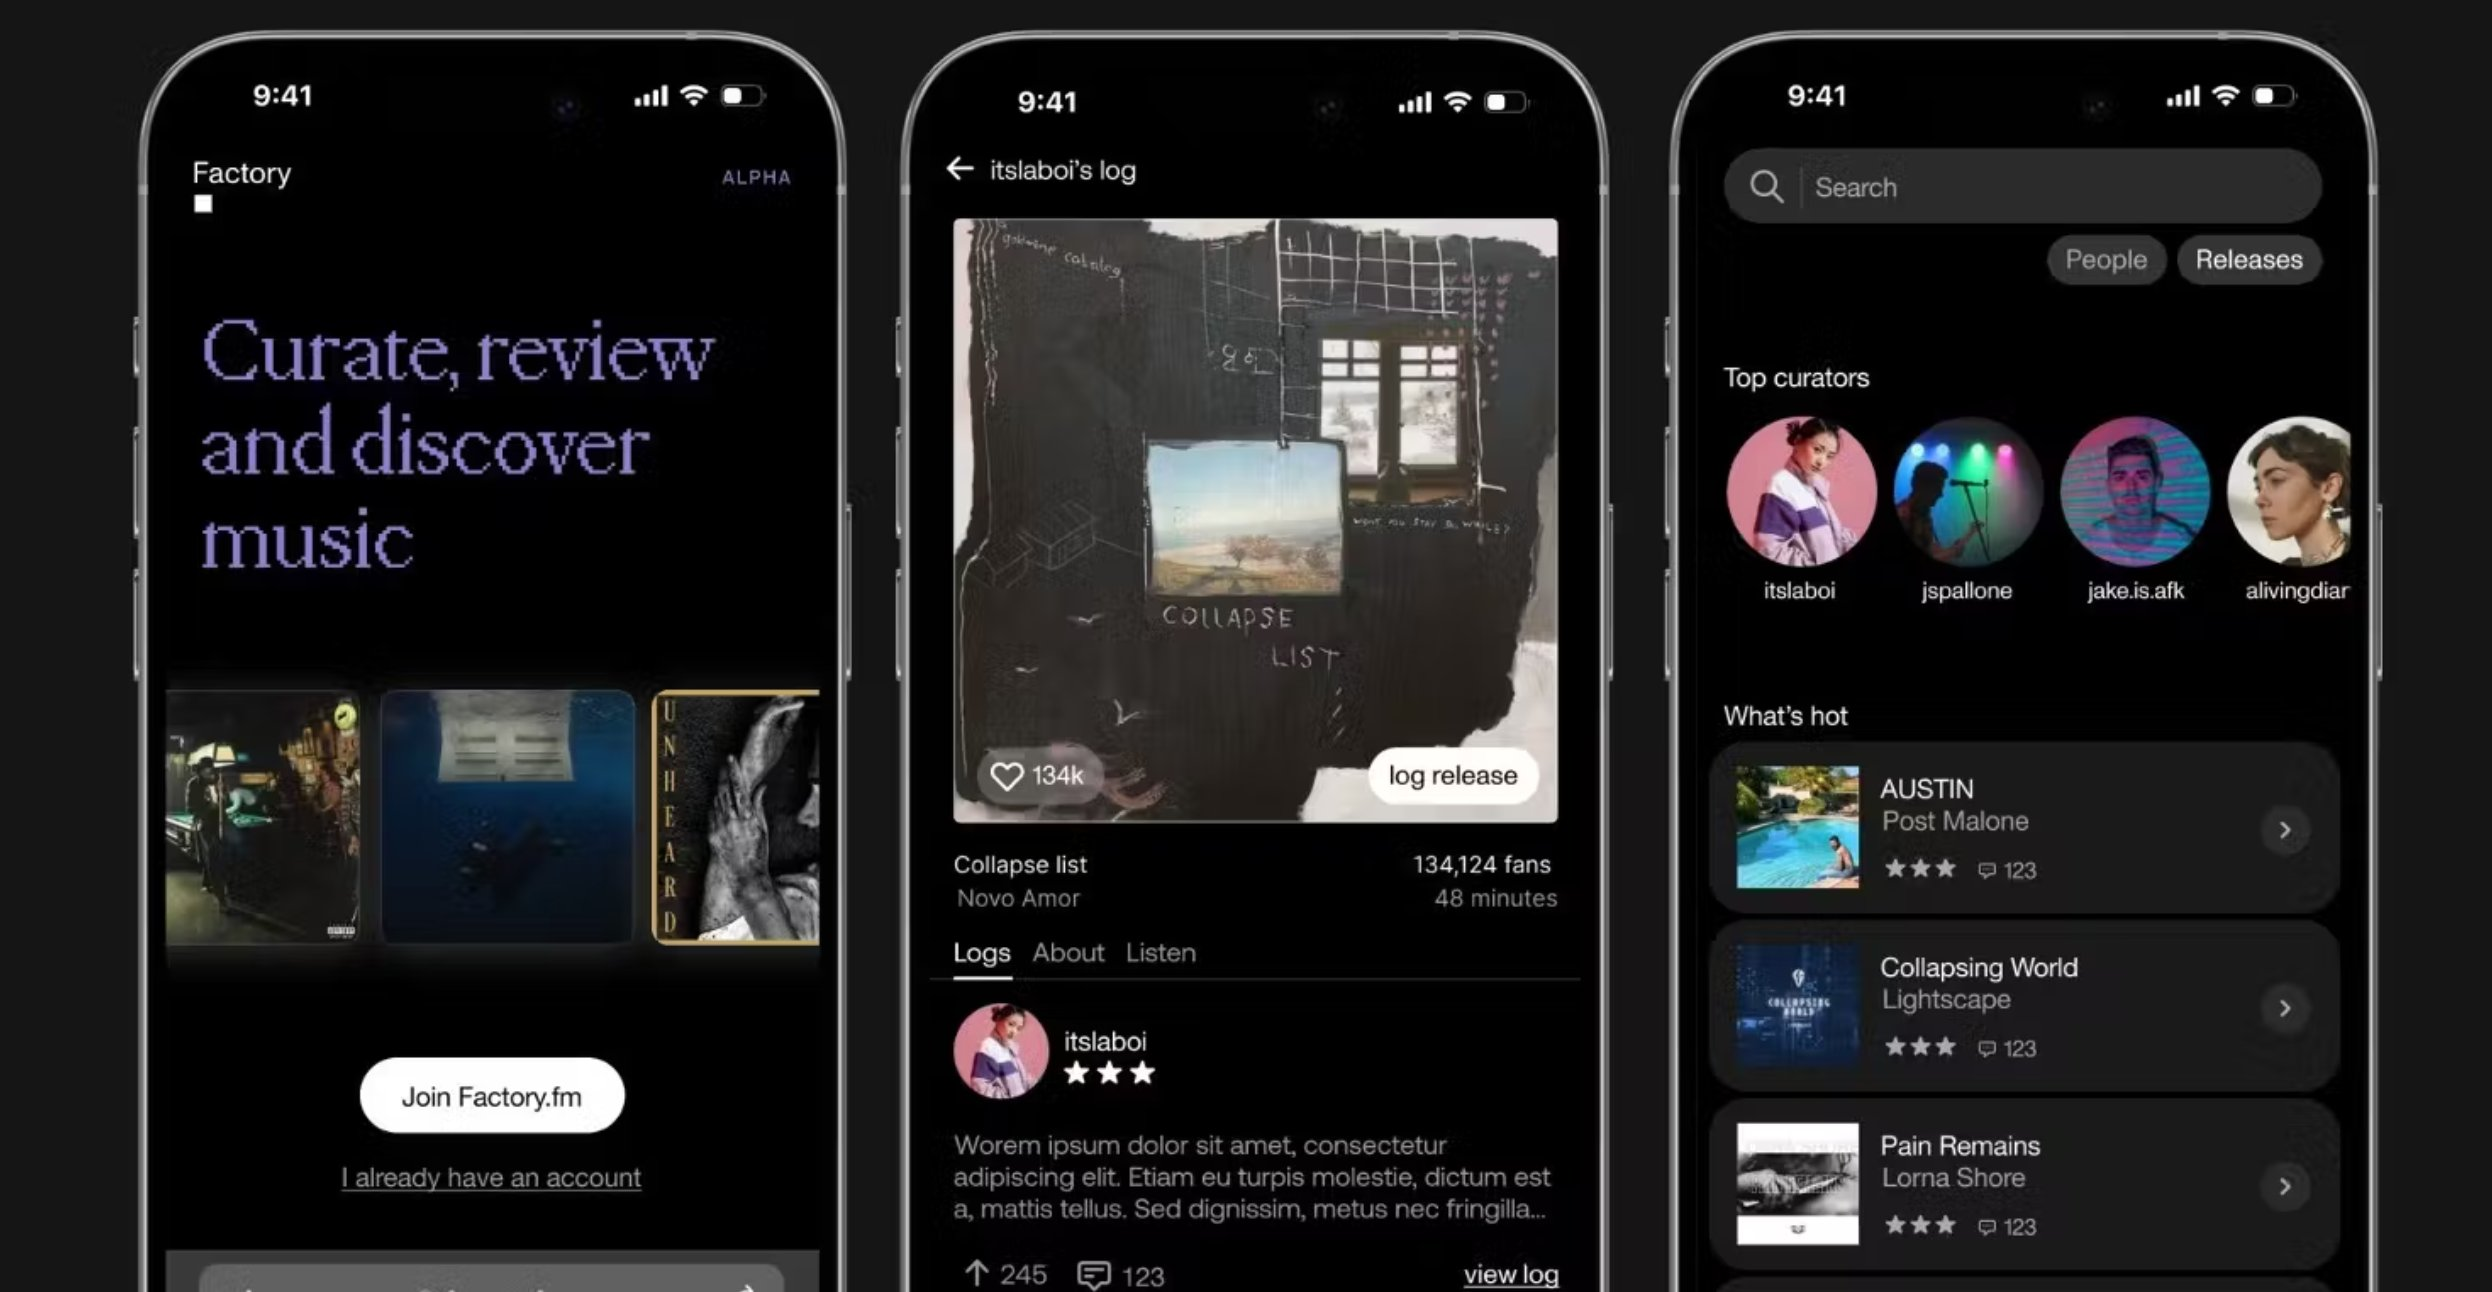 9:41
Factory
ALPHA
Curate, review
and discover
music
UNHEARD
Join Factory.fm
I already have an account
9:41
itslaboi's log
COLLAPSE
LIST
134k
log release
Collapse list
134,124 fans
Novo Amor
48 minutes
Logs About Listen
itslaboi
Worem ipsum dolor sit amet, consectetur
adipiscing elit. Etiam eu turpis molestie, dictum est
a, mattis tellus. Sed dignissim, metus nec fringilla...
245 123 view log
9:41
Search
People Releases
Top curators
itslaboi jspallone jake.is.afk alivingdiar
What's hot
AUSTIN
Post Malone
123
COLLAPSING
WORLD
Collapsing World
Lightscape
123
Pain Remains
Lorna Shore
123